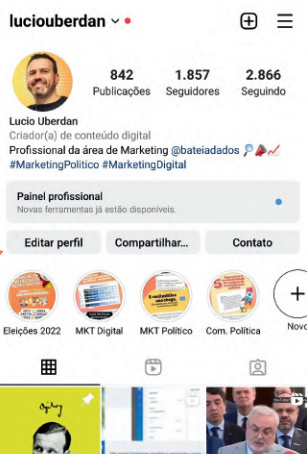 luciouberdan
842 1.857 2.866
Publicações Seguidores Seguindo
Lucio Uberdan
Criador(a) de conteúdo digital
Profissional da área de Marketing @bateiadados
#MarketingPolitico #MarketingDigital
Painel profissional
Novas ferramentas já estão disponíveis.
Editar perfil Compartilhar... Contato
Eleições 2022 MKT Digital MKT Político Com. Política Novo
Ogilvy